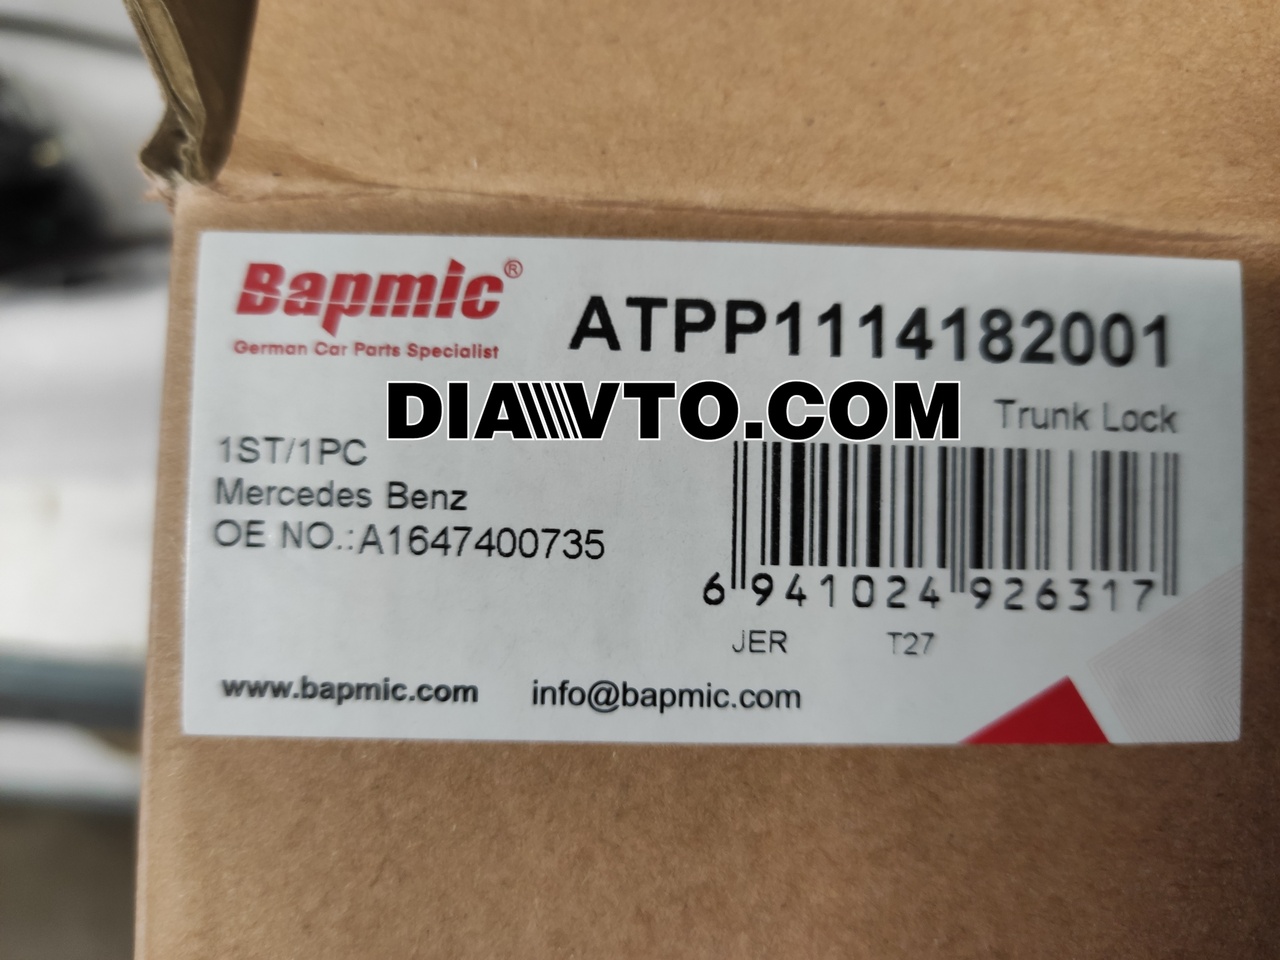 Bapmic®
German Car Parts Specialist
ATPP1114182001
DIAVTO.COM
Trunk Lock
1ST/1PC
Mercedes Benz
OE NO.:A1647400735
6 941024 926317
JER T27
www.bapmic.com info@bapmic.com